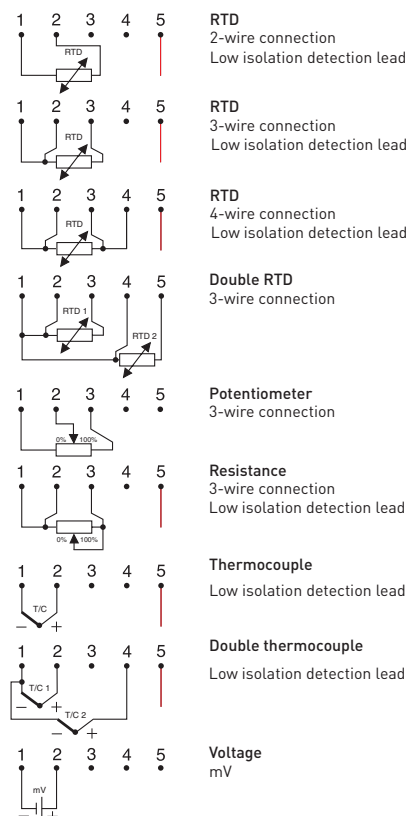 1 2 3 4 5
RTD
RTD
2-wire connection
Low isolation detection lead
1 2 3 4 5
RTD
RTD
3-wire connection
Low isolation detection lead
1 2 3 4 5
RTD
RTD
4-wire connection
Low isolation detection lead
1 2 3 4 5
RTD 1
RTD 2
Double RTD
3-wire connection
1 2 3 4 5
0% 100%
Potentiometer
3-wire connection
1 2 3 4 5
0% 100%
Resistance
3-wire connection
Low isolation detection lead
1 2 3 4 5
T/C
− +
Thermocouple
Low isolation detection lead
1 2 3 4 5
T/C 1
− +
T/C 2
− +
Double thermocouple
Low isolation detection lead
1 2 3 4 5
mV
− +
Voltage
mV